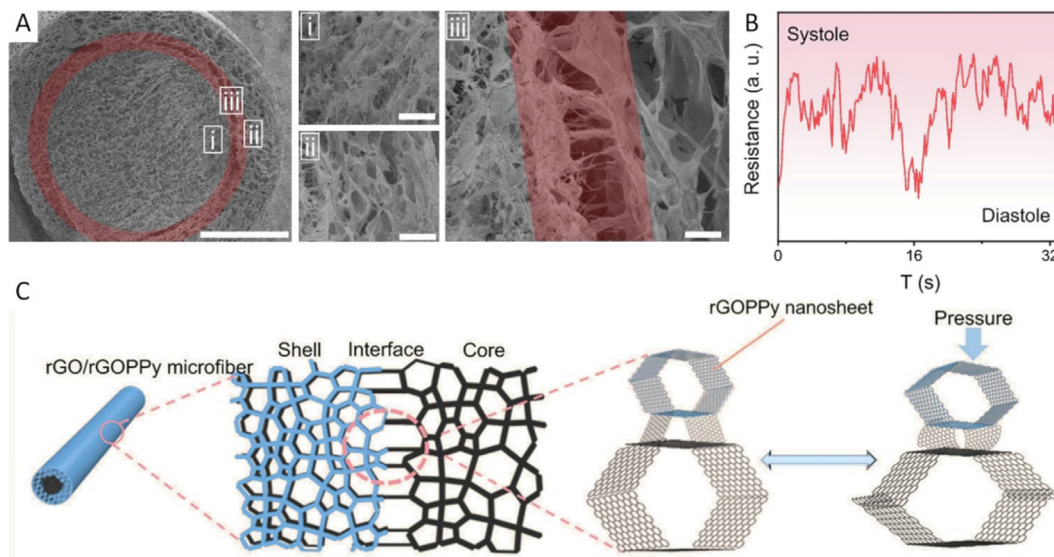 A
i
iii
ii
i
ii
iii
B
Systole
Resistance (a. u.)
Diastole
0
16
32
T (s)
C
rGO/rGOPPy microfiber
Shell
Interface
Core
rGOPPy nanosheet
Pressure